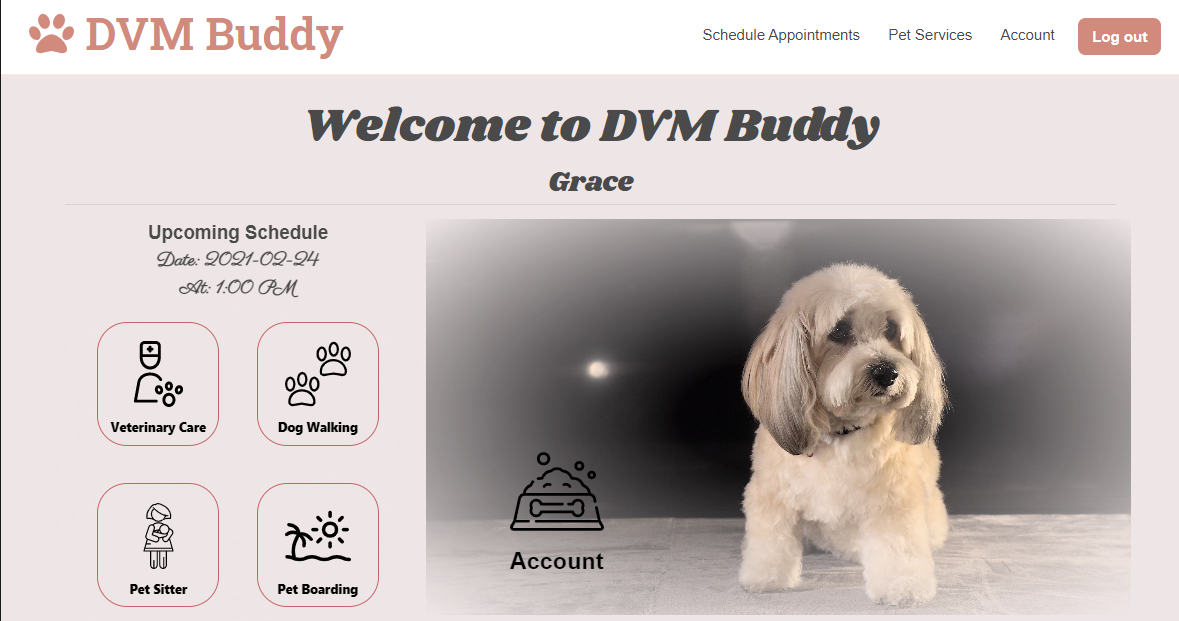 DVM Buddy
Schedule Appointments Pet Services Account Log out
Welcome to DVM Buddy
Grace
Upcoming Schedule
Date: 2021-02-24
At: 1:00 PM
Veterinary Care
Dog Walking
Pet Sitter
Pet Boarding
Account